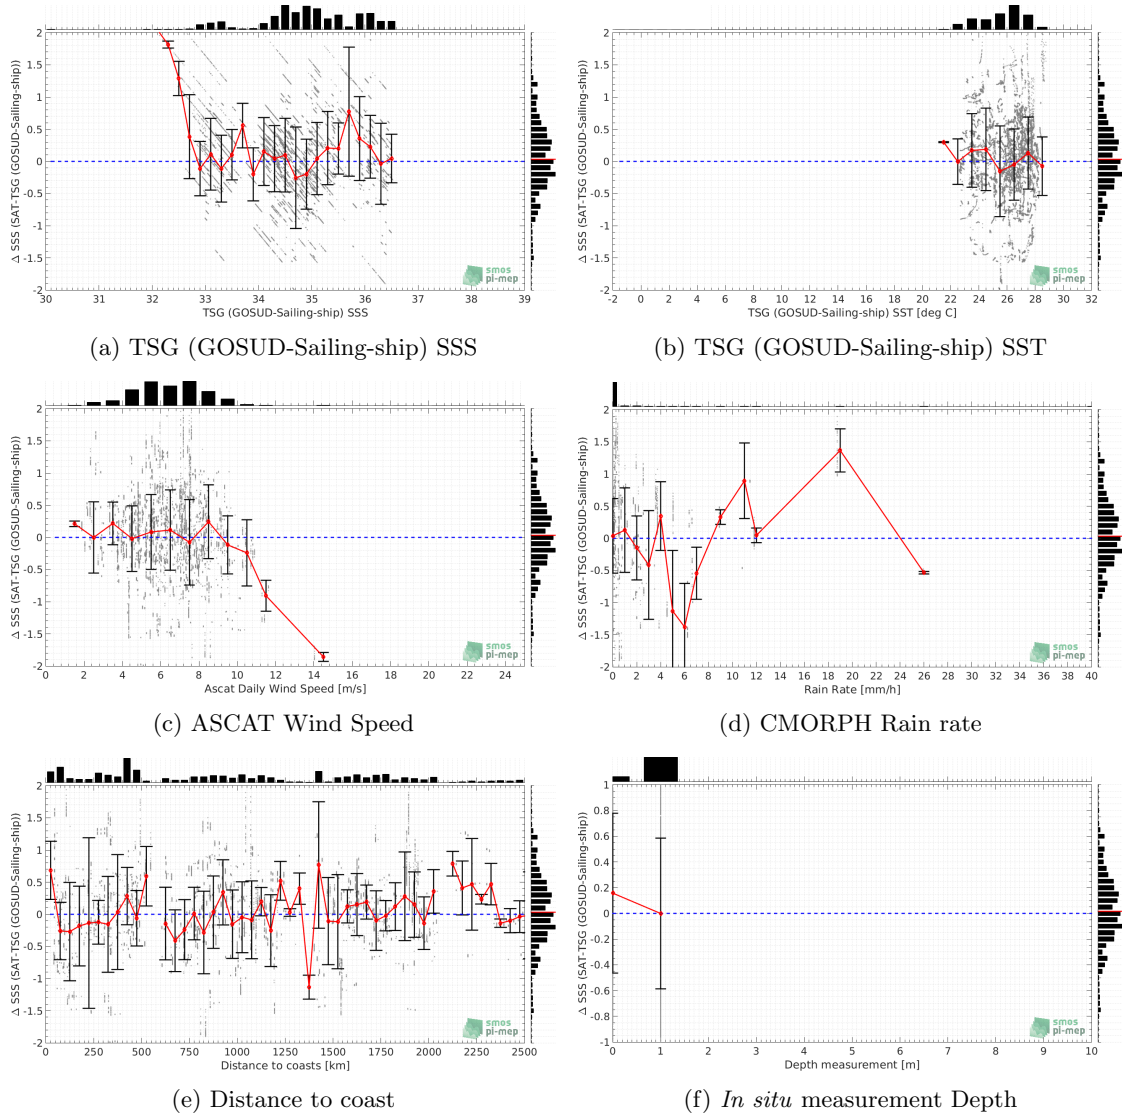 2
1.5
1
0.5
0
-0.5
-1
-1.5
-2
Δ SSS (SAT-TSG (GOSUD-Sailing-ship))
30 31 32 33 34 35 36 37 38 39
TSG (GOSUD-Sailing-ship) SSS
smos
pi-mep
(a) TSG (GOSUD-Sailing-ship) SSS
2
1.5
1
0.5
0
-0.5
-1
-1.5
-2
Δ SSS (SAT-TSG (GOSUD-Sailing-ship))
-2 0 2 4 6 8 10 12 14 16 18 20 22 24 26 28 30 32
TSG (GOSUD-Sailing-ship) SST [deg C]
smos
pi-mep
(b) TSG (GOSUD-Sailing-ship) SST
2
1.5
1
0.5
0
-0.5
-1
-1.5
-2
Δ SSS (SAT-TSG (GOSUD-Sailing-ship))
0 2 4 6 8 10 12 14 16 18 20 22 25
Ascat Daily Wind Speed [m/s]
smos
pi-mep
(c) ASCAT Wind Speed
2
1.5
1
0.5
0
-0.5
-1
-1.5
-2
Δ SSS (SAT-TSG (GOSUD-Sailing-ship))
0 2 4 6 8 10 12 14 16 18 20 22 24 26 28 30 32 34 36 38 40
Rain Rate [mm/h]
smos
pi-mep
(d) CMORPH Rain rate
2
1.5
1
0.5
0
-0.5
-1
-1.5
-2
Δ SSS (SAT-TSG (GOSUD-Sailing-ship))
0 250 500 750 1000 1250 1500 1750 2000 2250 2500
Distance to coasts [km]
smos
pi-mep
(e) Distance to coast
1
0.8
0.6
0.4
0.2
0
-0.2
-0.4
-0.6
-0.8
-1
Δ SSS (SAT-TSG (GOSUD-Sailing-ship))
0 1 2 3 4 5 6 7 8 9 10
Depth measurement [m]
smos
pi-mep
(f) In situ measurement Depth